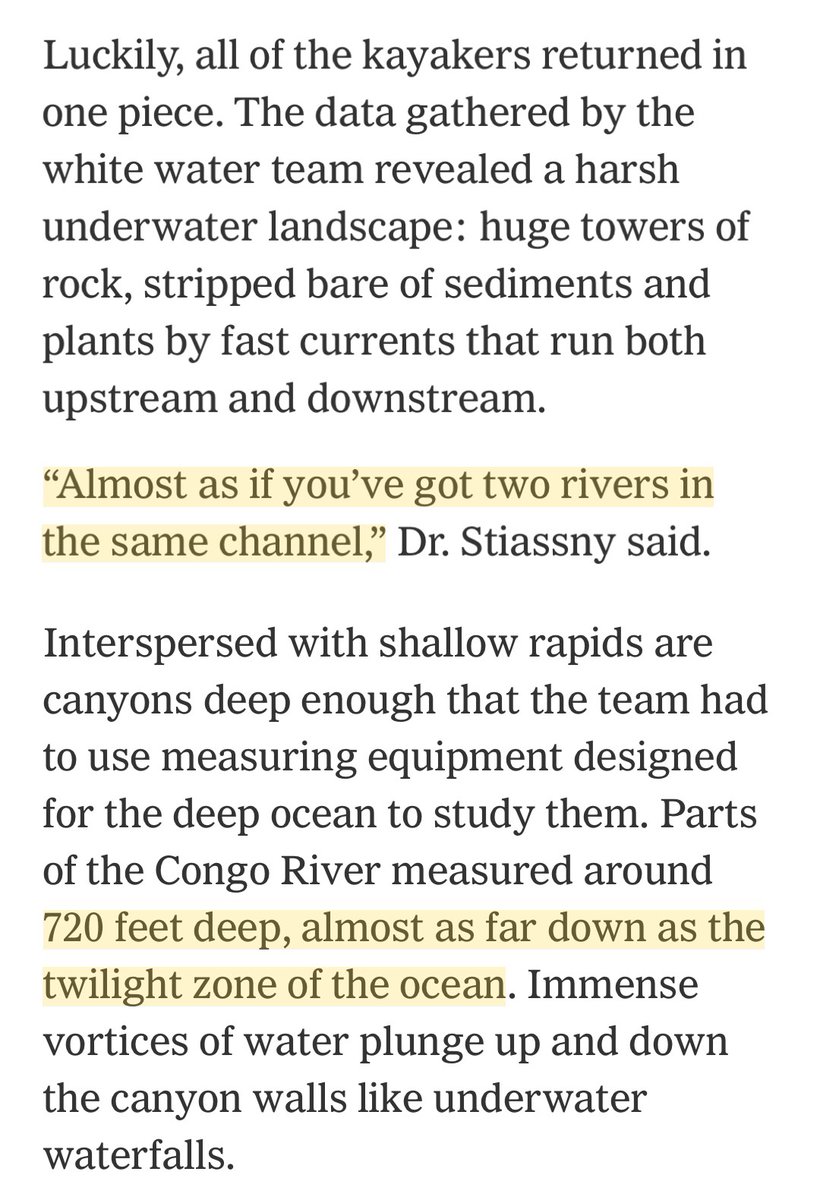 Luckily, all of the kayakers returned in
one piece. The data gathered by the
white water team revealed a harsh
underwater landscape: huge towers of
rock, stripped bare of sediments and
plants by fast currents that run both
upstream and downstream.
“Almost as if you’ve got two rivers in
the same channel,” Dr. Stiassny said.
Interspersed with shallow rapids are
canyons deep enough that the team had
to use measuring equipment designed
for the deep ocean to study them. Parts
of the Congo River measured around
720 feet deep, almost as far down as the
twilight zone of the ocean. Immense
vortices of water plunge up and down
the canyon walls like underwater
waterfalls.